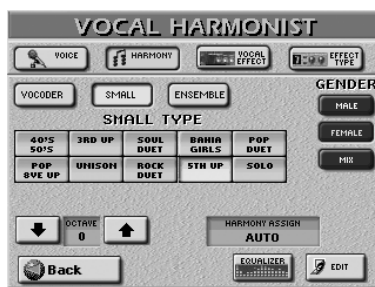 VOCAL HARMONIST
VOICE HARMONY VOCAL EFFECT EFFECT TYPE
VOCODER SMALL ENSEMBLE GENDER
SMALL TYPE MALE
40'S 50'S 3RD UP SOUL DUET BAHIA GIRLS POP DUET FEMALE
POP 8VE UP UNISON ROCK DUET 5TH UP SOLO MIX
OCTAVE 0 HARMONY ASSIGN AUTO
Back EQUALIZER EDIT